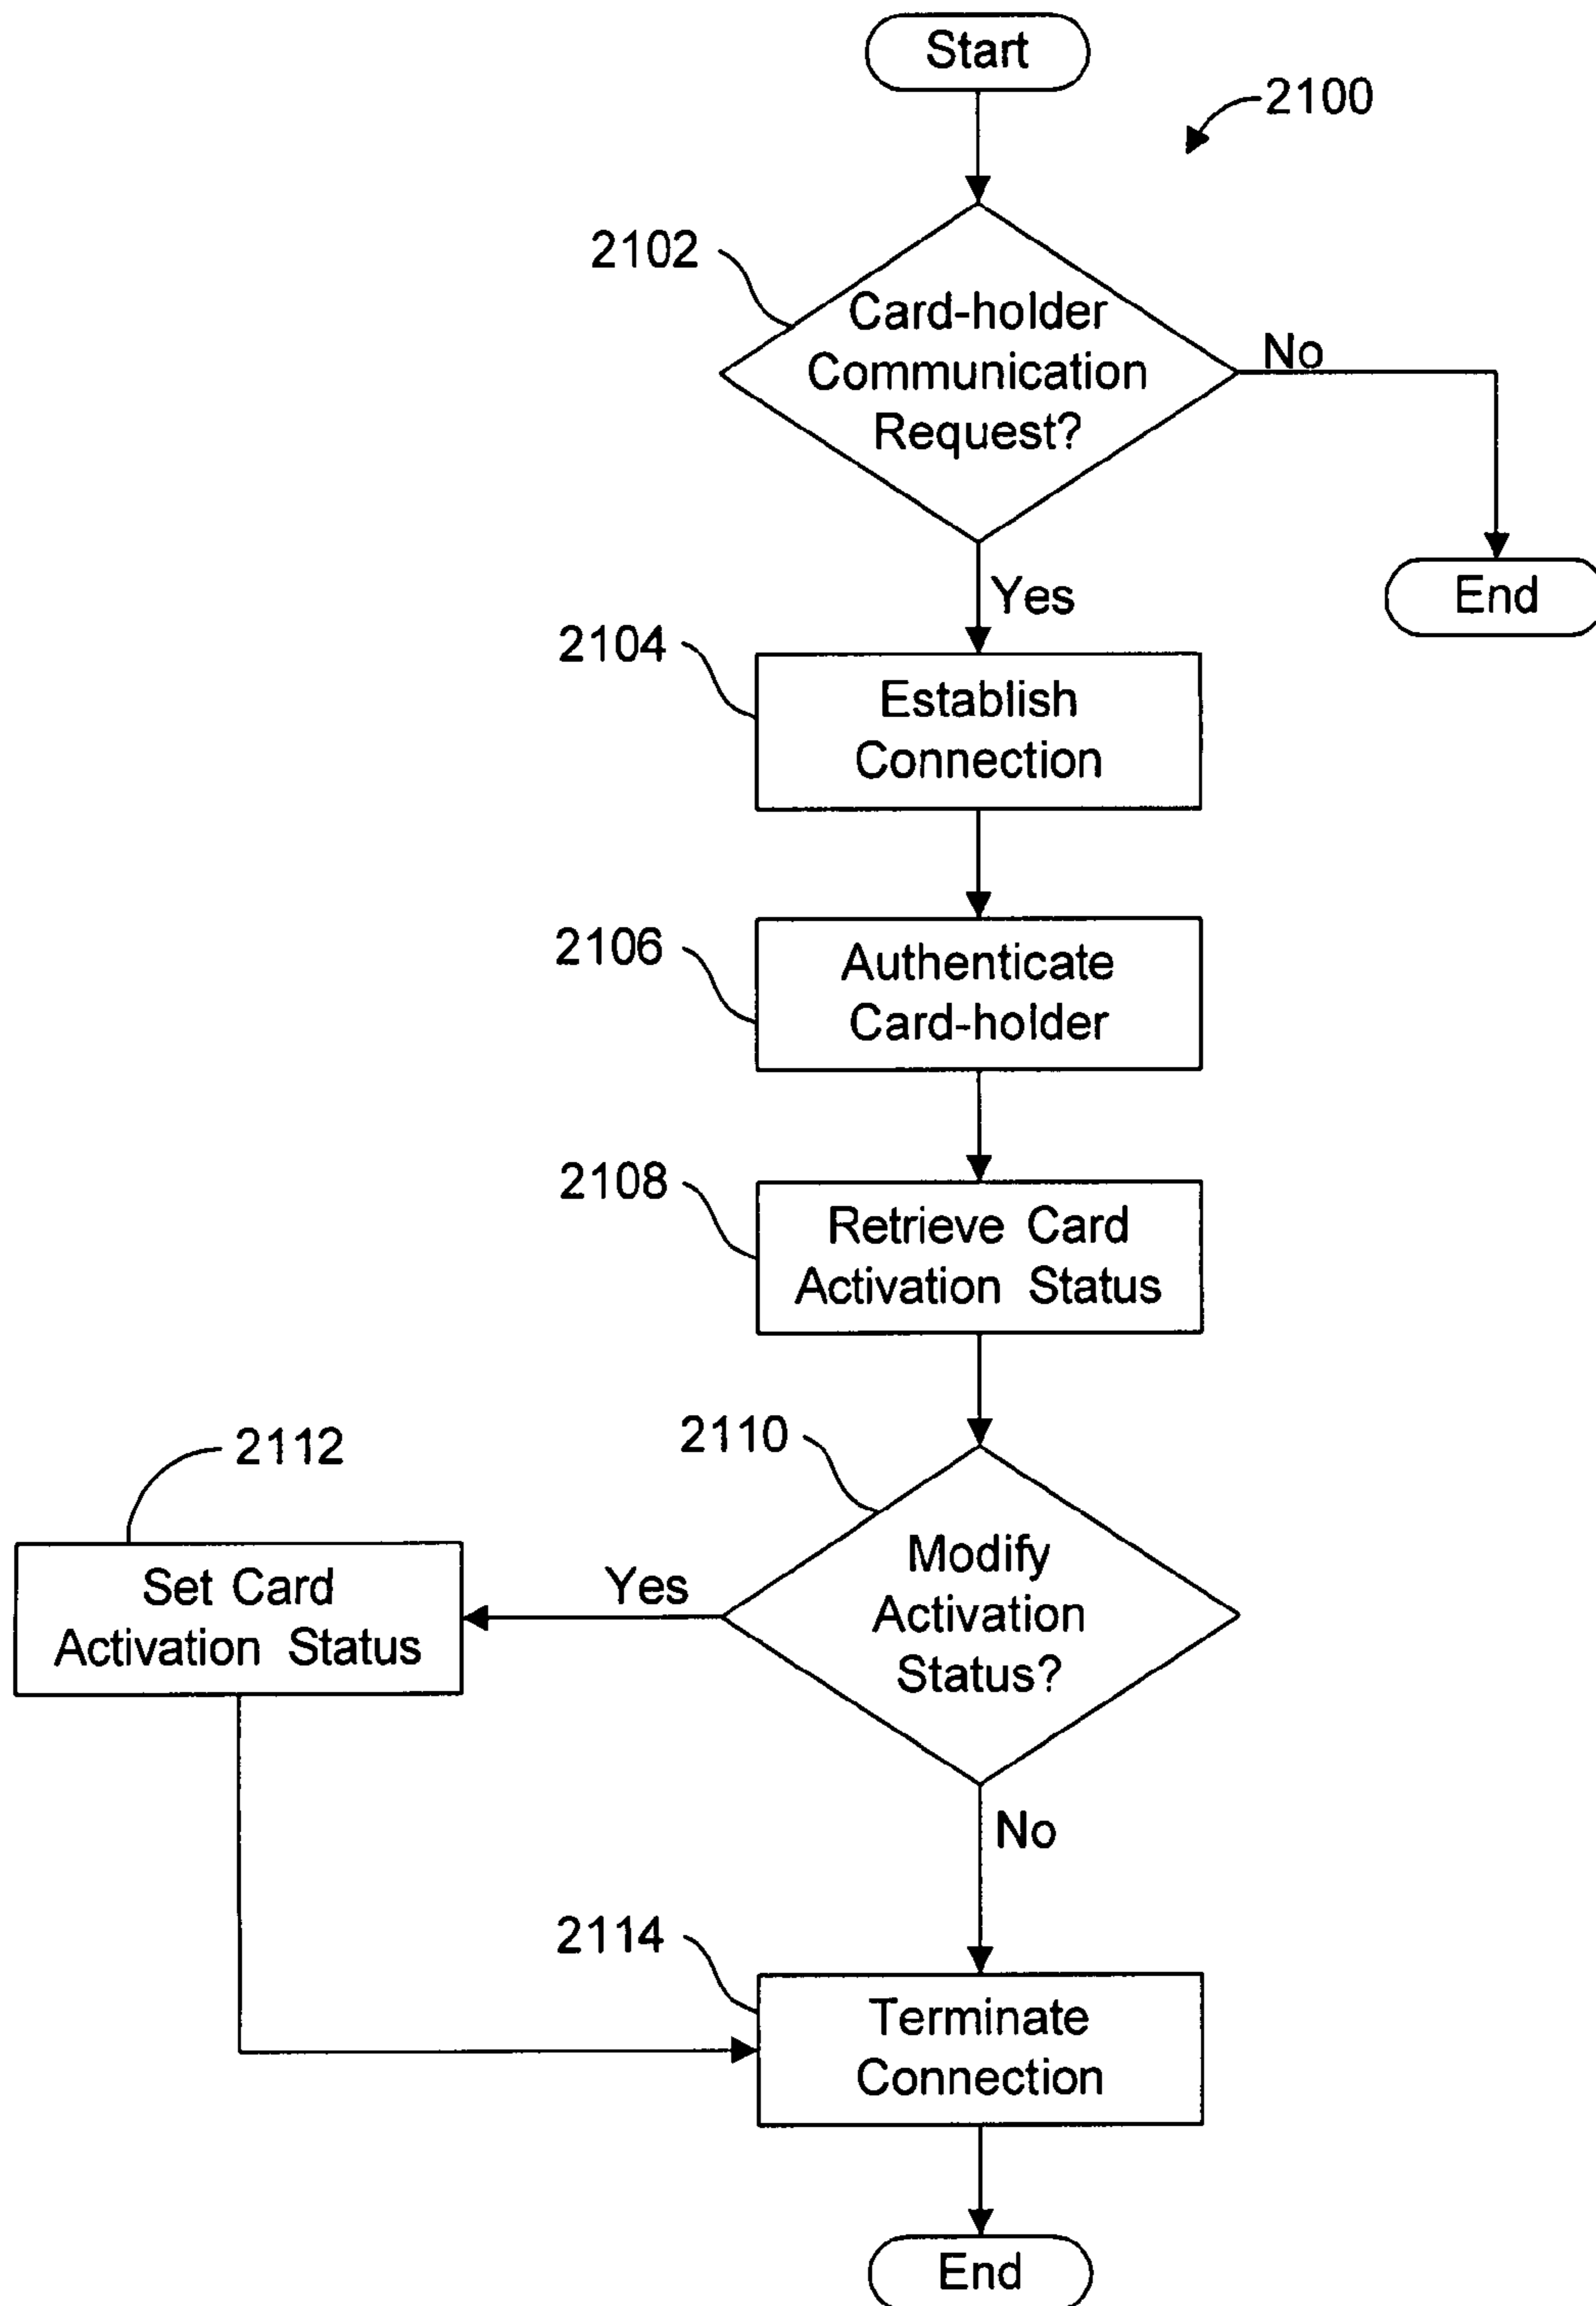 Start
2100
2102
Card-holder
Communication
Request?
No
End
Yes
2104
Establish
Connection
2106
Authenticate
Card-holder
2108
Retrieve Card
Activation Status
2110
Modify
Activation
Status?
2112
Yes
Set Card
Activation Status
No
2114
Terminate
Connection
End